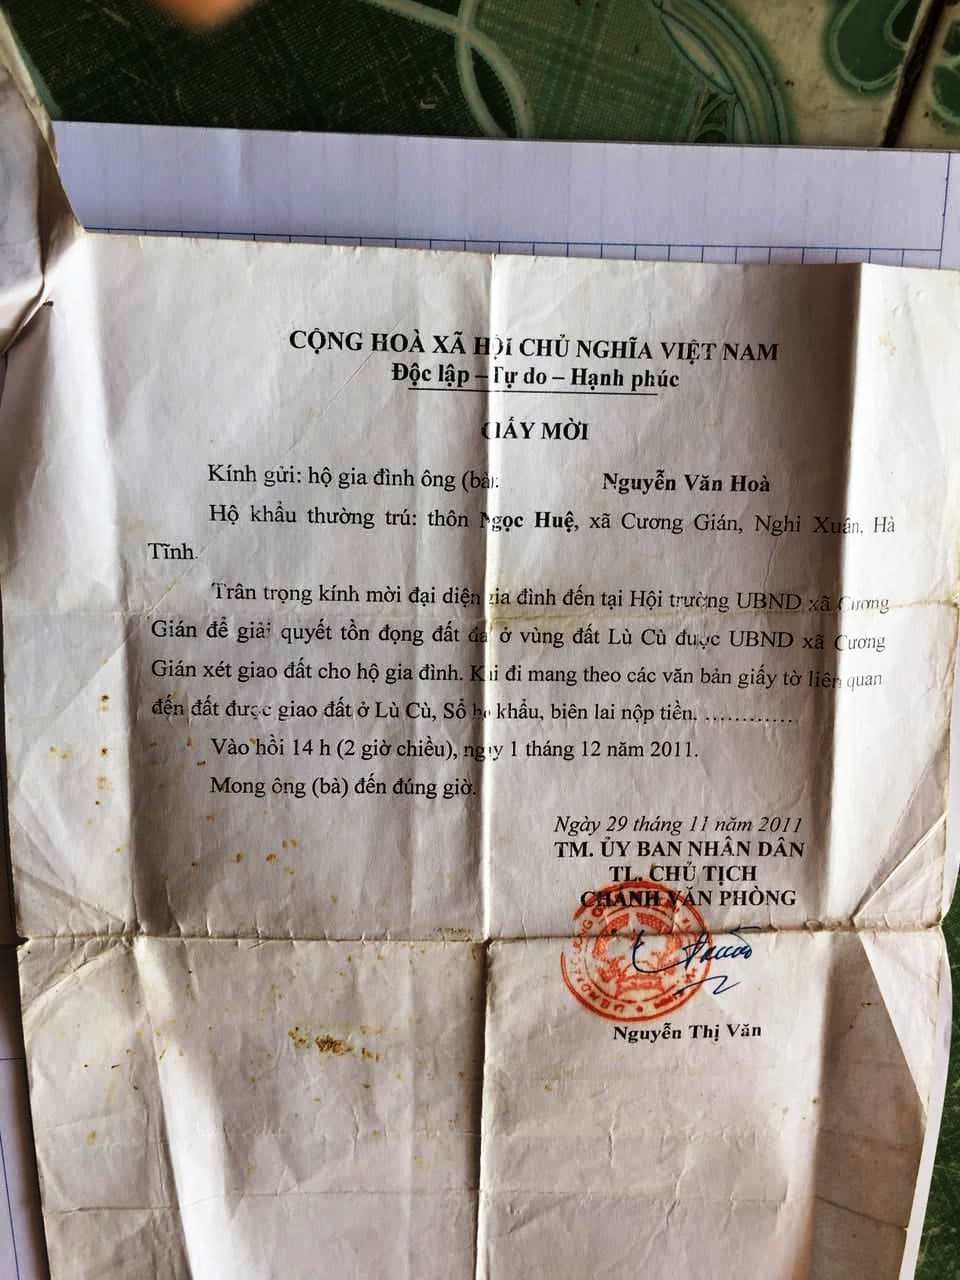 CỘNG HOÀ XÃ HỘI CHỦ NGHĨA VIỆT NAM
Độc lập – Tự do – Hạnh phúc
GIẤY MỜI
Kính gửi: hộ gia đình ông (bà): Nguyễn Văn Hoà
Hộ khẩu thường trú: thôn Ngọc Huệ, xã Cương Gián, Nghi Xuân, Hà
Tĩnh.
Trân trọng kính mời đại diện gia đình đến tại Hội trường UBND xã Cương
Gián để giải quyết tồn đọng đất đai ở vùng đất Lù Cù được UBND xã Cương
Gián xét giao đất cho hộ gia đình. Khi đi mang theo các văn bản giấy tờ liên quan
đến đất được giao đất ở Lù Cù, Sổ hộ khẩu, biên lai nộp tiền. .............
Vào hồi 14 h (2 giờ chiều), ngày 1 tháng 12 năm 2011.
Mong ông (bà) đến đúng giờ.
Ngày 29 tháng 11 năm 2011
TM. ỦY BAN NHÂN DÂN
TL. CHỦ TỊCH
CHÁNH VĂN PHÒNG
Nguyễn Thị Văn